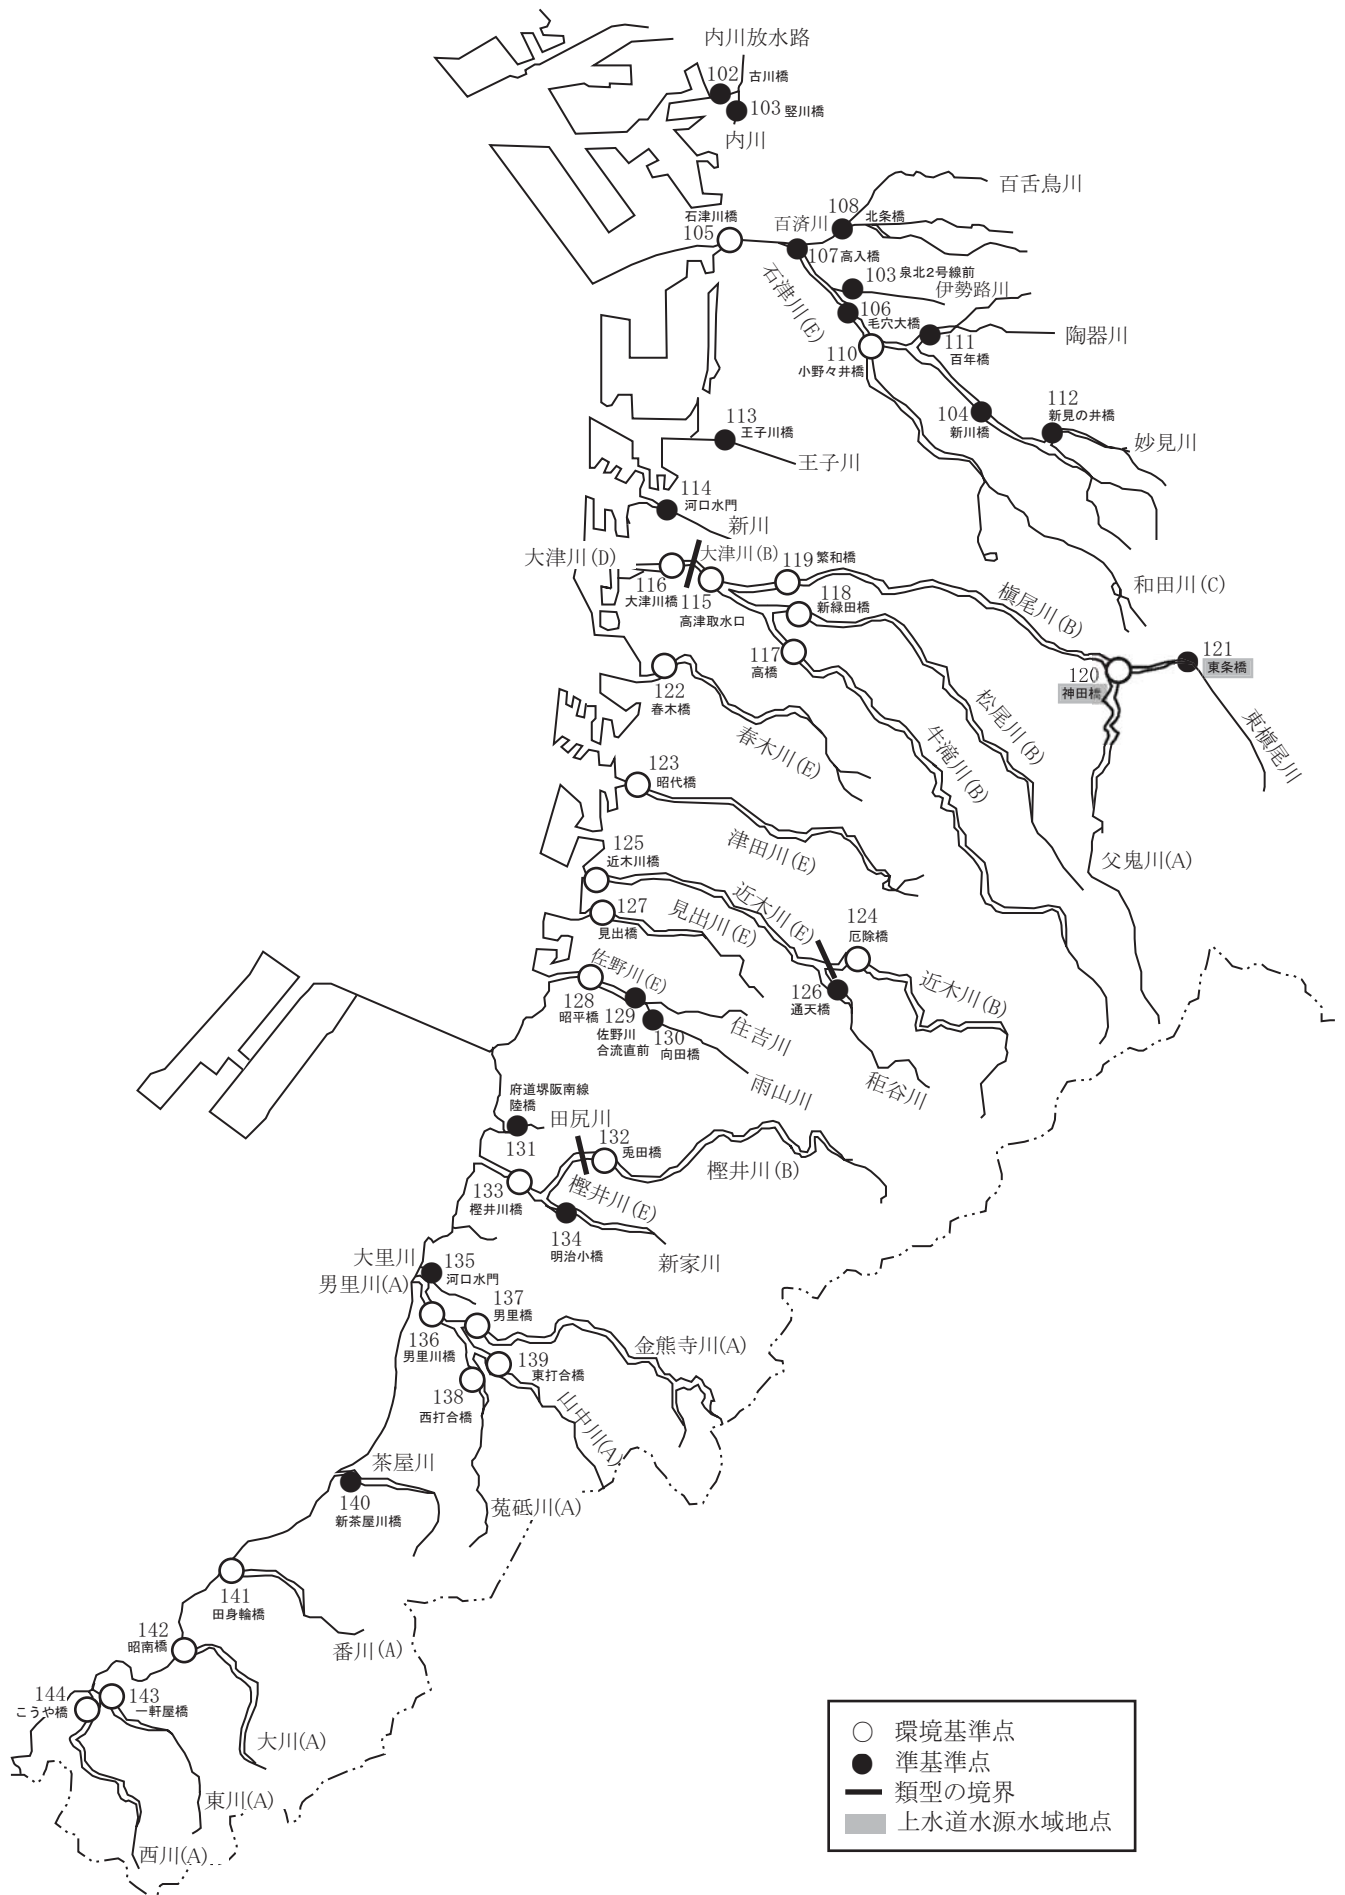 内川放水路
102 古川橋
103 竪川橋
内川
百舌鳥川
108 北条橋
百済川
石津川橋
105
107 高入橋
103 泉北2号線前
伊勢路川
石津川(E)
106
毛穴大橋
陶器川
111
百年橋
110
小野々井橋
112
新見の井橋
104
新川橋
妙見川
113
王子川橋
王子川
114
河口水門
新川
大津川(D)
大津川(B)
119 繁和橋
116
大津川橋
115
高津取水口
118
新緑田橋
槇尾川(B)
和田川(C)
117
高橋
121
東条橋
120
神田橋
122
春木橋
春木川(E)
松尾川(B)
牛滝川(B)
東槇尾川
123
昭代橋
津田川(E)
父鬼川(A)
125
近木川橋
近木川(E)
127
見出橋
見出川(E)
124
厄除橋
佐野川(E)
近木川(B)
128
昭平橋
129
佐野川
合流直前
130
向田橋
126
通天橋
住吉川
雨山川
秬谷川
府道堺阪南線
陸橋
131
田尻川
132
兎田橋
樫井川(B)
133
樫井川橋
樫井川(E)
134
明治小橋
新家川
大里川
135
河口水門
男里川(A)
137
男里橋
136
男里川橋
金熊寺川(A)
139
東打合橋
138
西打合橋
山中川(A)
茶屋川
140
新茶屋川橋
菟砥川(A)
141
田身輪橋
142
昭南橋
番川(A)
144
こうや橋
143
一軒屋橋
大川(A)
東川(A)
西川(A)
○ 環境基準点
● 準基準点
類型の境界
上水道水源水域地点